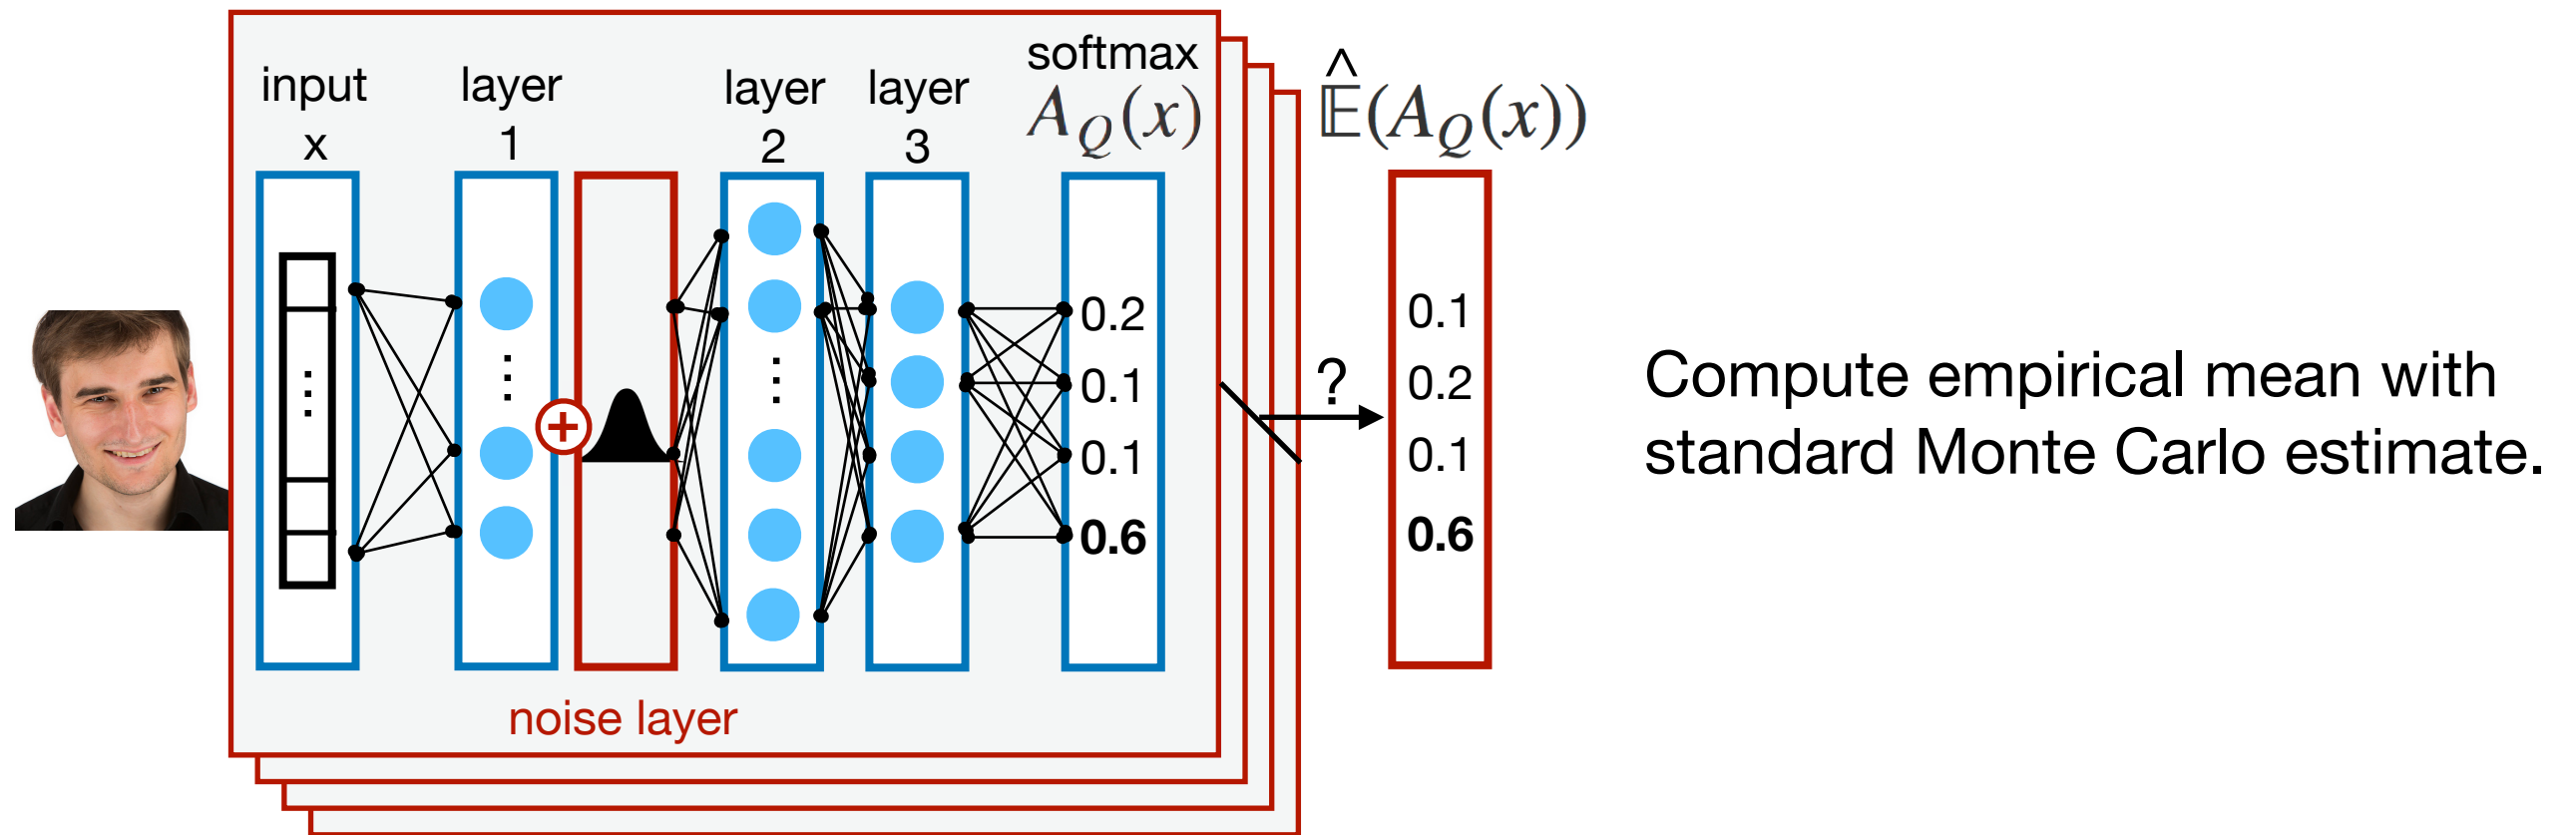 input
x
layer
1
layer
2
layer
3
softmax
A_Q(x)
\hat{𝔼}(A_Q(x))
⋮
⋮
⋮
+
0.2
0.1
0.1
0.6
?
0.1
0.2
0.1
0.6
noise layer
Compute empirical mean with
standard Monte Carlo estimate.